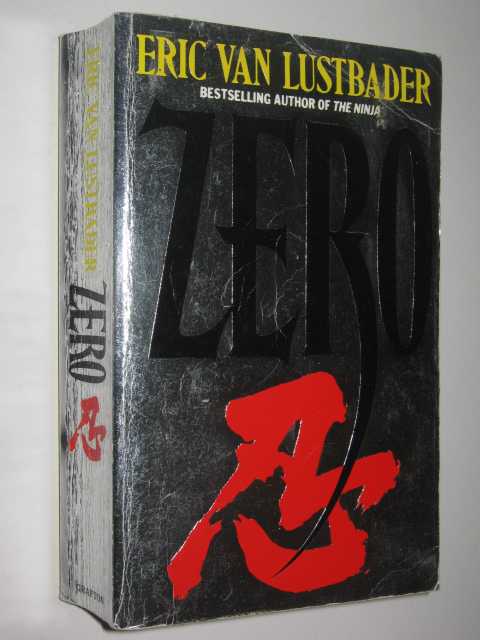 ERIC VAN LUSTBADER
BESTSELLING AUTHOR OF THE NINJA
ZERO
忍
ERIC VAN LUSTBADER
ZERO
忍
GRAFTON